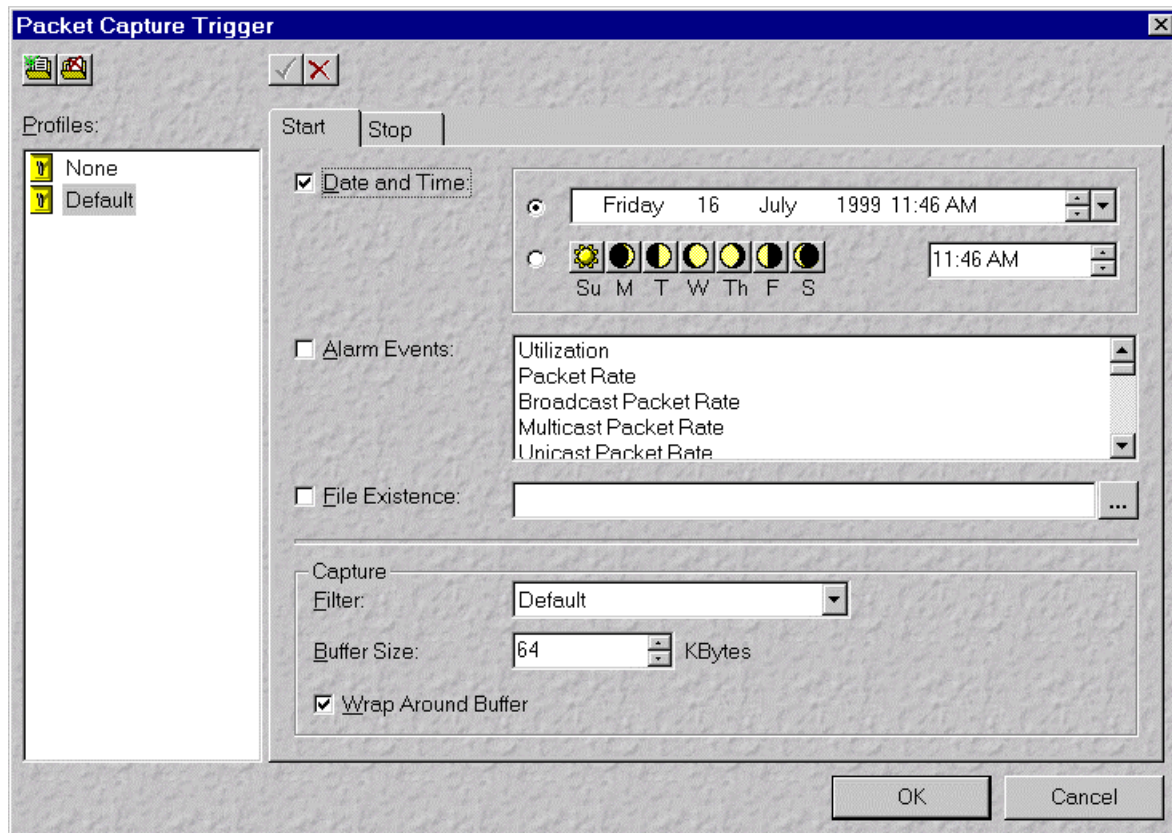 Packet Capture Trigger
Profiles:
None
Default
Start
Stop
Date and Time:
Friday 16 July 1999 11:46 AM
11:46 AM
Su M T W Th F S
Alarm Events:
Utilization
Packet Rate
Broadcast Packet Rate
Multicast Packet Rate
Unicast Packet Rate
File Existence:
...
Capture
Filter:
Default
Buffer Size:
64
KBytes
Wrap Around Buffer
OK
Cancel